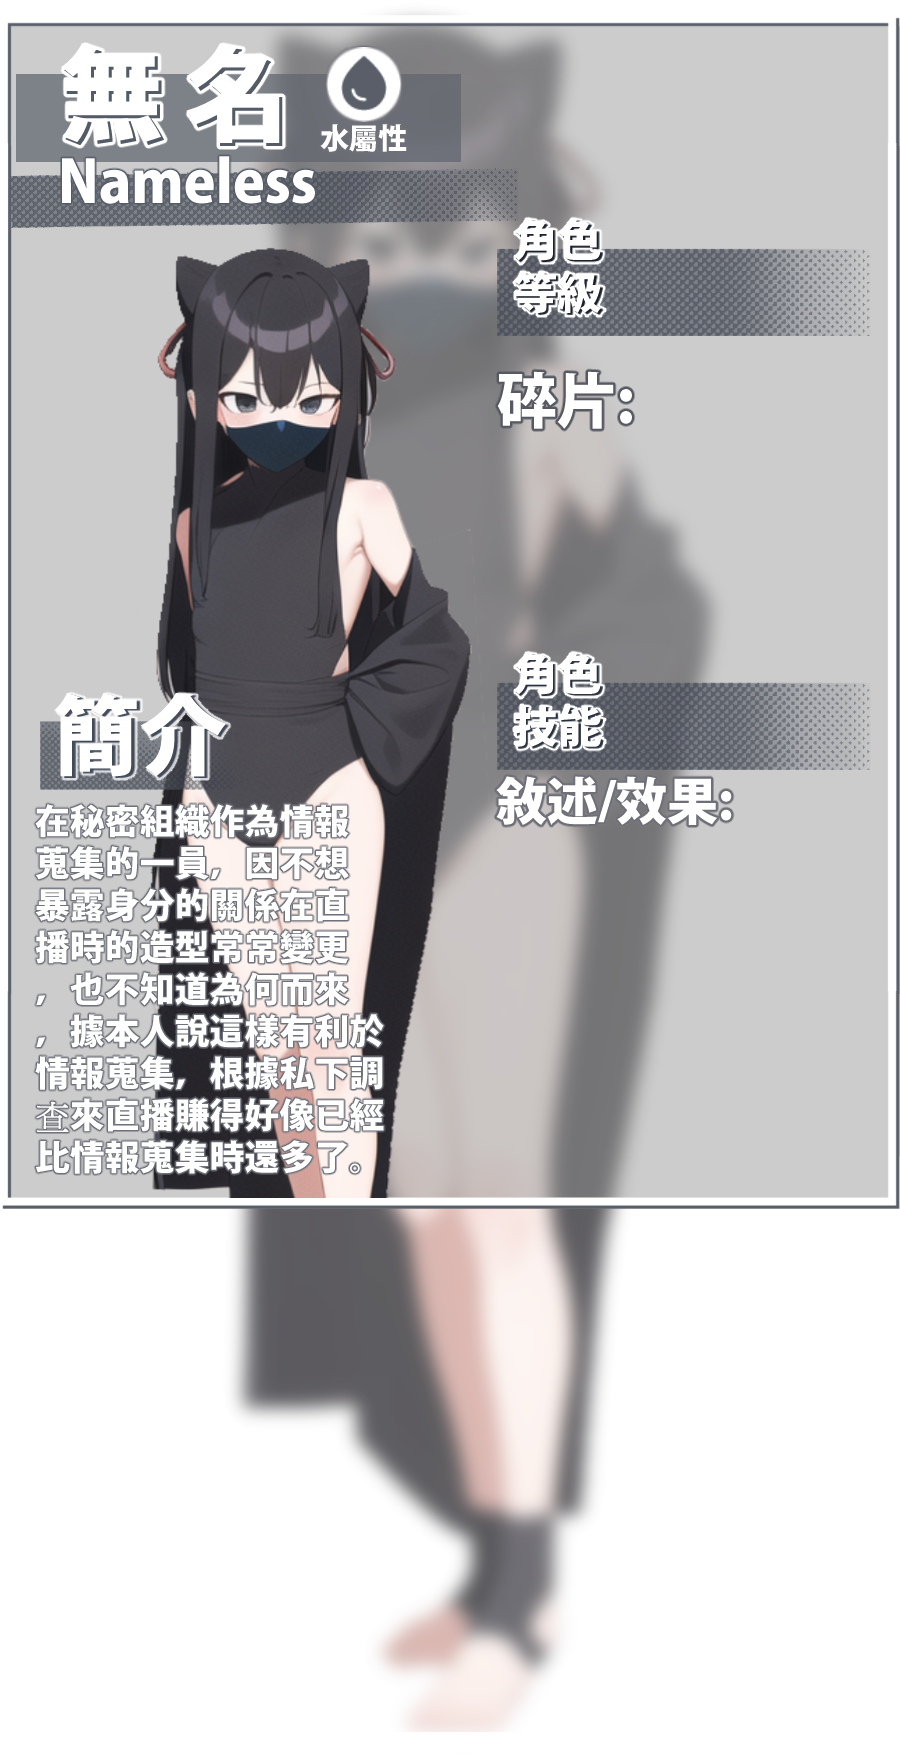 無名
水屬性
Nameless
角色
等級
碎片:
簡介
在秘密組織作為情報
蒐集的一員，因不想
暴露身分的關係在直
播時的造型常常變更
，也不知道為何而來
，據本人說這樣有利於
情報蒐集，根據私下調
查來直播賺得好像已經
比情報蒐集時還多了。
角色
技能
敘述/效果: